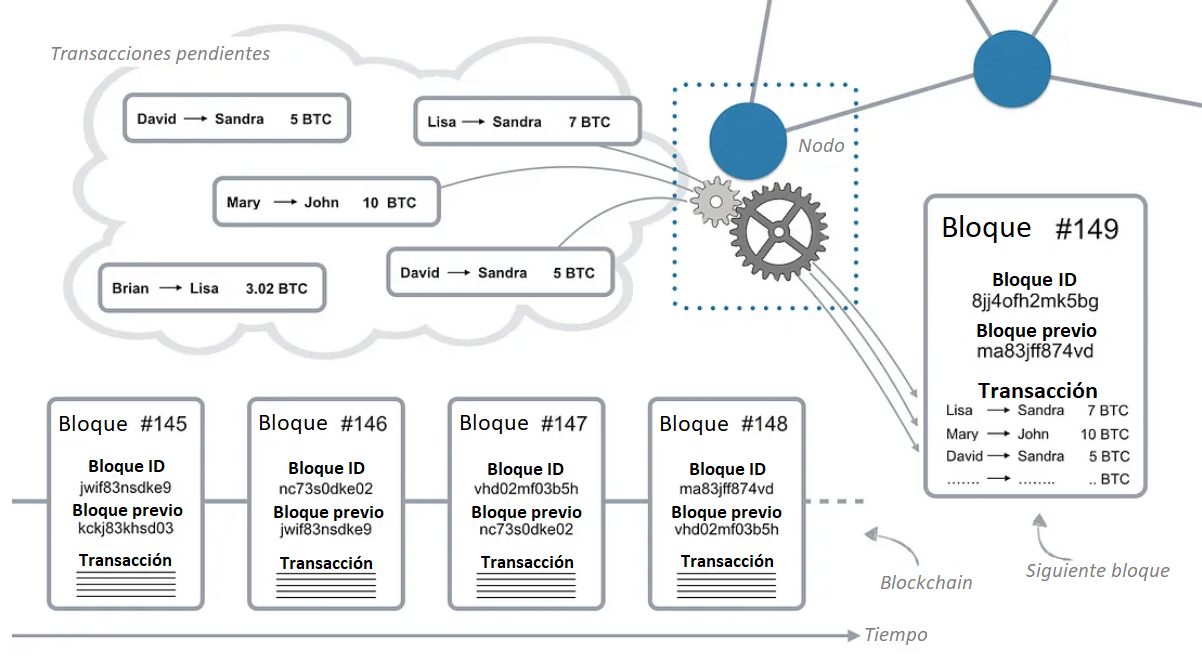 Transacciones pendientes
David → Sandra 5 BTC
Lisa → Sandra 7 BTC
Mary → John 10 BTC
David → Sandra 5 BTC
Brian → Lisa 3.02 BTC
Nodo
Bloque #149
Bloque ID
8jj4ofh2mk5bg
Bloque previo
ma83jff874vd
Transacción
Lisa → Sandra 7 BTC
Mary → John 10 BTC
David → Sandra 5 BTC
....... → ........ .. BTC
Siguiente bloque
Bloque #145
Bloque ID
jwif83nsdke9
Bloque previo
kckj83khsd03
Transacción
Bloque #146
Bloque ID
nc73s0dke02
Bloque previo
jwif83nsdke9
Transacción
Bloque #147
Bloque ID
vhd02mf03b5h
Bloque previo
nc73s0dke02
Transacción
Bloque #148
Bloque ID
ma83jff874vd
Bloque previo
vhd02mf03b5h
Transacción
Blockchain
Tiempo